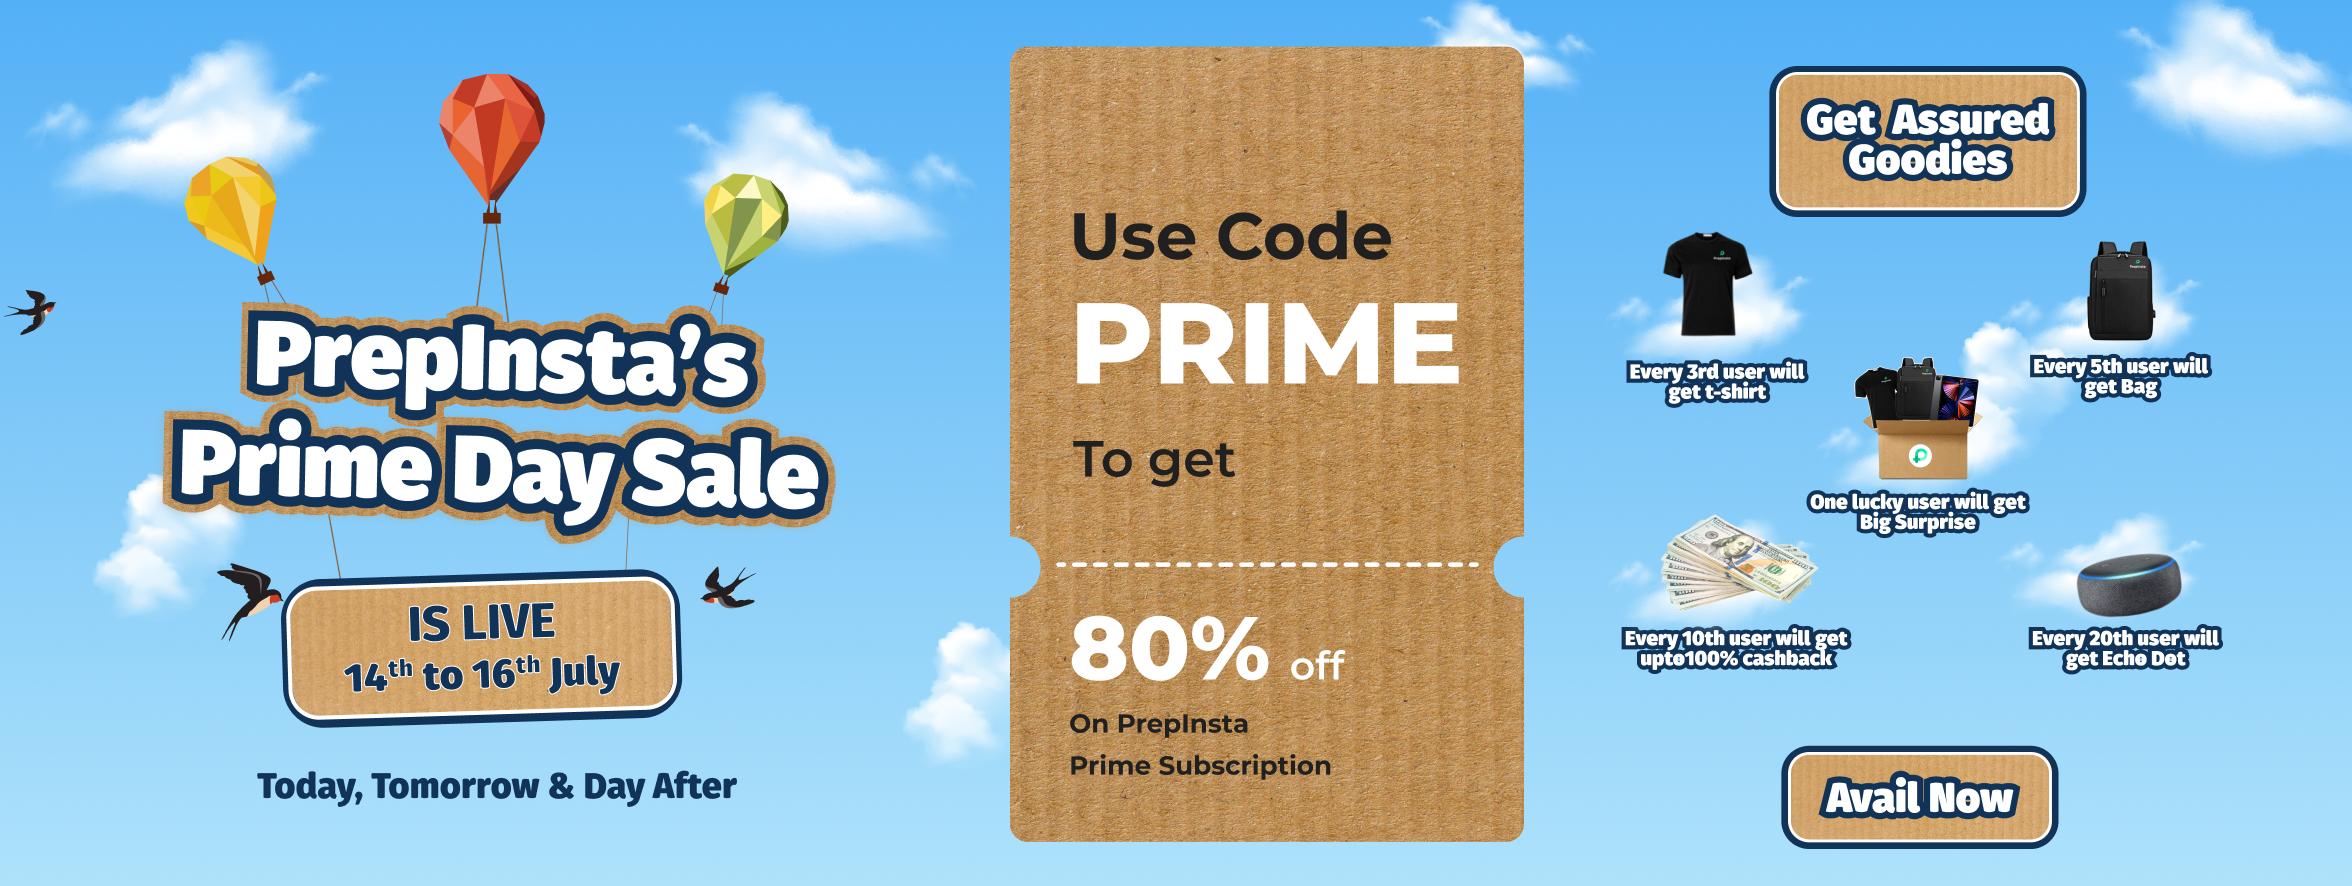 PrepInsta's
Prime Day Sale
IS LIVE
14th to 16th July
Today, Tomorrow & Day After
Use Code
PRIME
To get
80% off
On PrepInsta
Prime Subscription
Get Assured
Goodies
Every 3rd user will
get t-shirt
Every 5th user will
get Bag
One lucky user will get
Big Surprise
Every 10th user will get
upto100% cashback
Every 20th user will
get Echo Dot
Avail Now